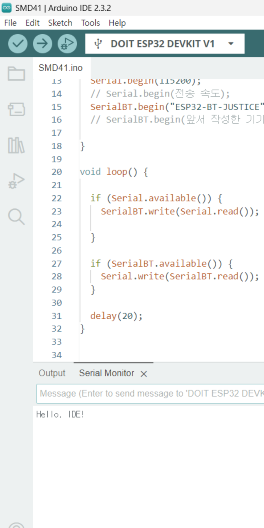 SMD41 | Arduino IDE 2.3.2
File Edit Sketch Tools Help
DOIT ESP32 DEVKIT V1
SMD41.ino
13 Serial.begin(115200);
14 // Serial.begin(전송 속도);
15 SerialBT.begin("ESP32-BT-JUSTICE"
16 // SerialBT.begin(앞서 작성한 기기
17
18 }
19
20 void loop() {
21
22 if (Serial.available()) {
23 SerialBT.write(Serial.read());
24
25 }
26
27 if (SerialBT.available()) {
28 Serial.write(SerialBT.read());
29 }
30
31 delay(20);
32 }
33
34
Output Serial Monitor
Message (Enter to send message to 'DOIT ESP32 DEVK
Hello, IDE!